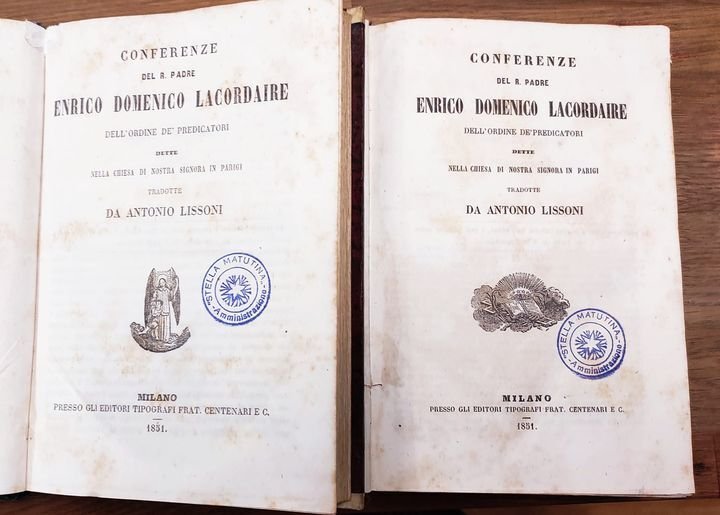 CONFERENZE
DEL R. PADRE
ENRICO DOMENICO LACORDAIRE
DELL'ORDINE DE' PREDICATORI
DETTE
NELLA CHIESA DI NOSTRA SIGNORA IN PARIGI
TRADOTTE
DA ANTONIO LISSONI
"STELLA MATUTINA"
-Amministrazione-
MILANO
PRESSO GLI EDITORI TIPOGRAFI FRAT. CENTENARI E C.
1851.
CONFERENZE
DEL R. PADRE
ENRICO DOMENICO LACORDAIRE
DELL'ORDINE DE' PREDICATORI
DETTE
NELLA CHIESA DI NOSTRA SIGNORA IN PARIGI
TRADOTTE
DA ANTONIO LISSONI
"STELLA MATUTINA"
-Amministrazione-
MILANO
PRESSO GLI EDITORI TIPOGRAFI FRAT. CENTENARI E C.
1851.